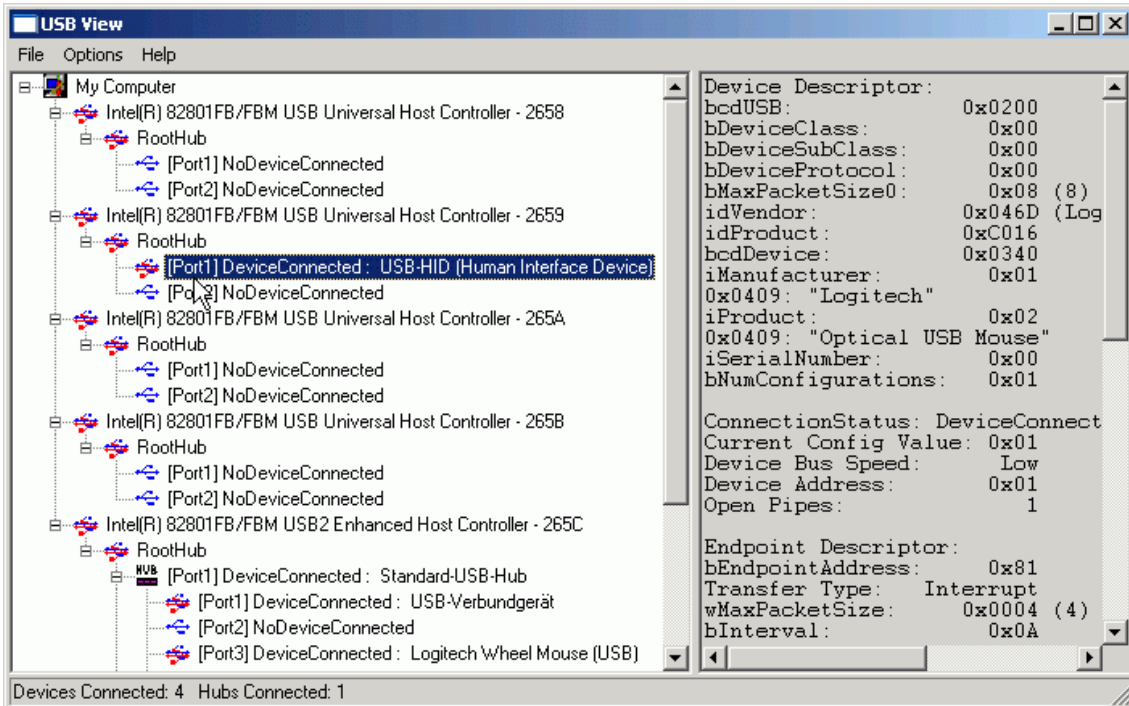 USB View
File Options Help
My Computer
Intel(R) 82801FB/FBM USB Universal Host Controller - 2658
RootHub
[Port1] NoDeviceConnected
[Port2] NoDeviceConnected
Intel(R) 82801FB/FBM USB Universal Host Controller - 2659
RootHub
[Port1] DeviceConnected : USB-HID (Human Interface Device)
[Port2] NoDeviceConnected
Intel(R) 82801FB/FBM USB Universal Host Controller - 265A
RootHub
[Port1] NoDeviceConnected
[Port2] NoDeviceConnected
Intel(R) 82801FB/FBM USB Universal Host Controller - 265B
RootHub
[Port1] NoDeviceConnected
[Port2] NoDeviceConnected
Intel(R) 82801FB/FBM USB2 Enhanced Host Controller - 265C
RootHub
HUB [Port1] DeviceConnected : Standard-USB-Hub
[Port1] DeviceConnected : USB-Verbundgerät
[Port2] NoDeviceConnected
[Port3] DeviceConnected : Logitech Wheel Mouse (USB)
Device Descriptor:
bcdUSB: 0x0200
bDeviceClass: 0x00
bDeviceSubClass: 0x00
bDeviceProtocol: 0x00
bMaxPacketSize0: 0x08 (8)
idVendor: 0x046D (Log
idProduct: 0xC016
bcdDevice: 0x0340
iManufacturer: 0x01
0x0409: "Logitech"
iProduct: 0x02
0x0409: "Optical USB Mouse"
iSerialNumber: 0x00
bNumConfigurations: 0x01
ConnectionStatus: DeviceConnect
Current Config Value: 0x01
Device Bus Speed: Low
Device Address: 0x01
Open Pipes: 1
Endpoint Descriptor:
bEndpointAddress: 0x81
Transfer Type: Interrupt
wMaxPacketSize: 0x0004 (4)
bInterval: 0x0A
Devices Connected: 4 Hubs Connected: 1